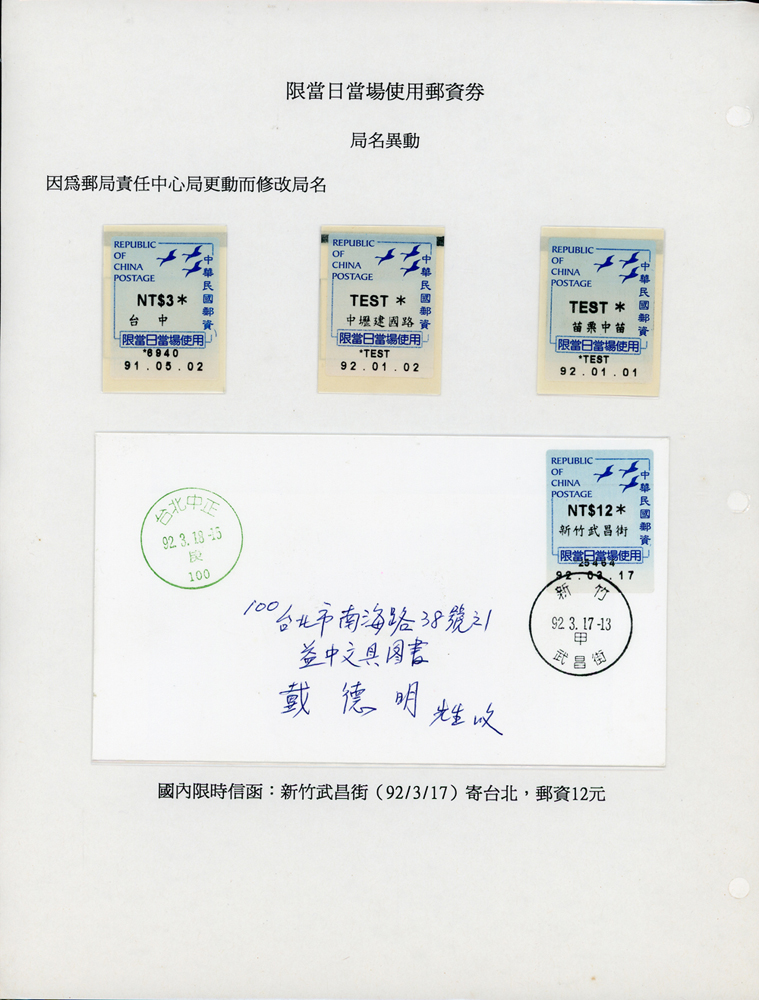 限當日當場使用郵資券
局名異動
因爲郵局責任中心局更動而修改局名
REPUBLIC
OF
CHINA
POSTAGE
中華民國郵資
NT$3*
台 中
限當日當場使用
*6940
91.05.02
REPUBLIC
OF
CHINA
POSTAGE
中華民國郵資
TEST *
中壢建國路
限當日當場使用
*TEST
92.01.02
REPUBLIC
OF
CHINA
POSTAGE
中華民國郵資
TEST *
苗栗中苗
限當日當場使用
*TEST
92.01.01
REPUBLIC
OF
CHINA
POSTAGE
中華民國郵資
NT$12*
新竹武昌街
限當日當場使用
25464
92.03.17
台北中正
92.3.18-15
100
新竹
92.3.17-13
甲
武昌街
100
台北市南海路38號之1
益中文具圖書
戴德明 先生收
國內限時信函：新竹武昌街（92/3/17）寄台北，郵資12元